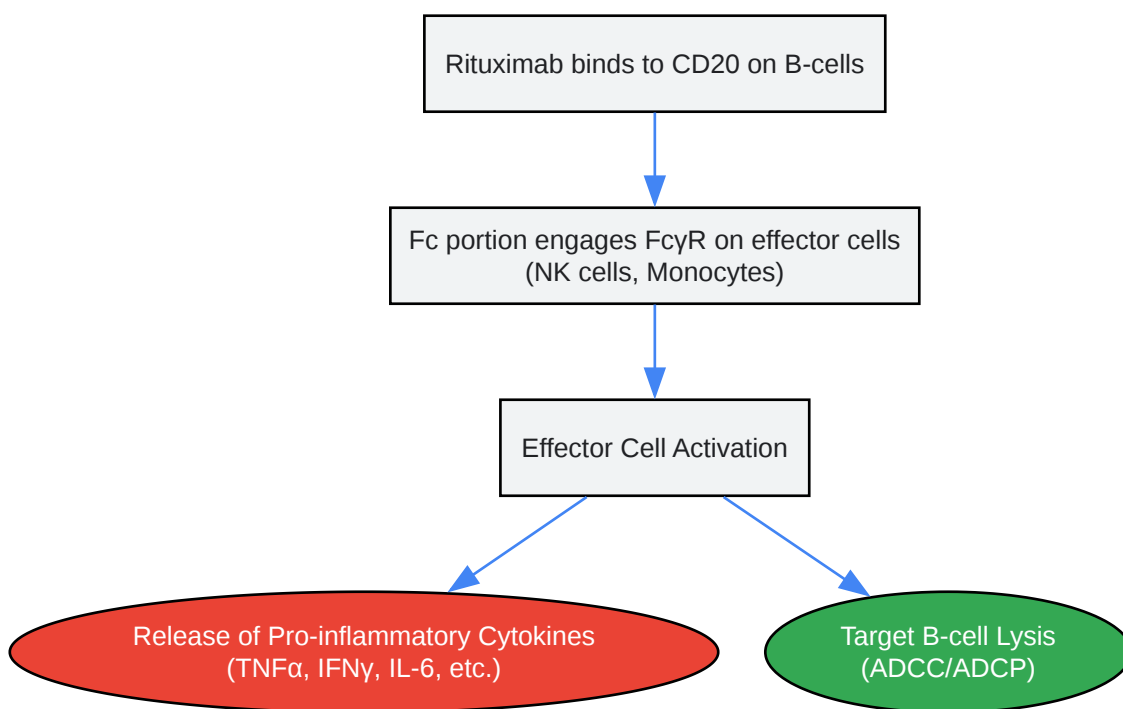 Rituximab binds to CD20 on B-cells
Fc portion engages FcγR on effector cells
(NK cells, Monocytes)
Effector Cell Activation
Release of Pro-inflammatory Cytokines
(TNFα, IFNγ, IL-6, etc.)
Target B-cell Lysis
(ADCC/ADCP)